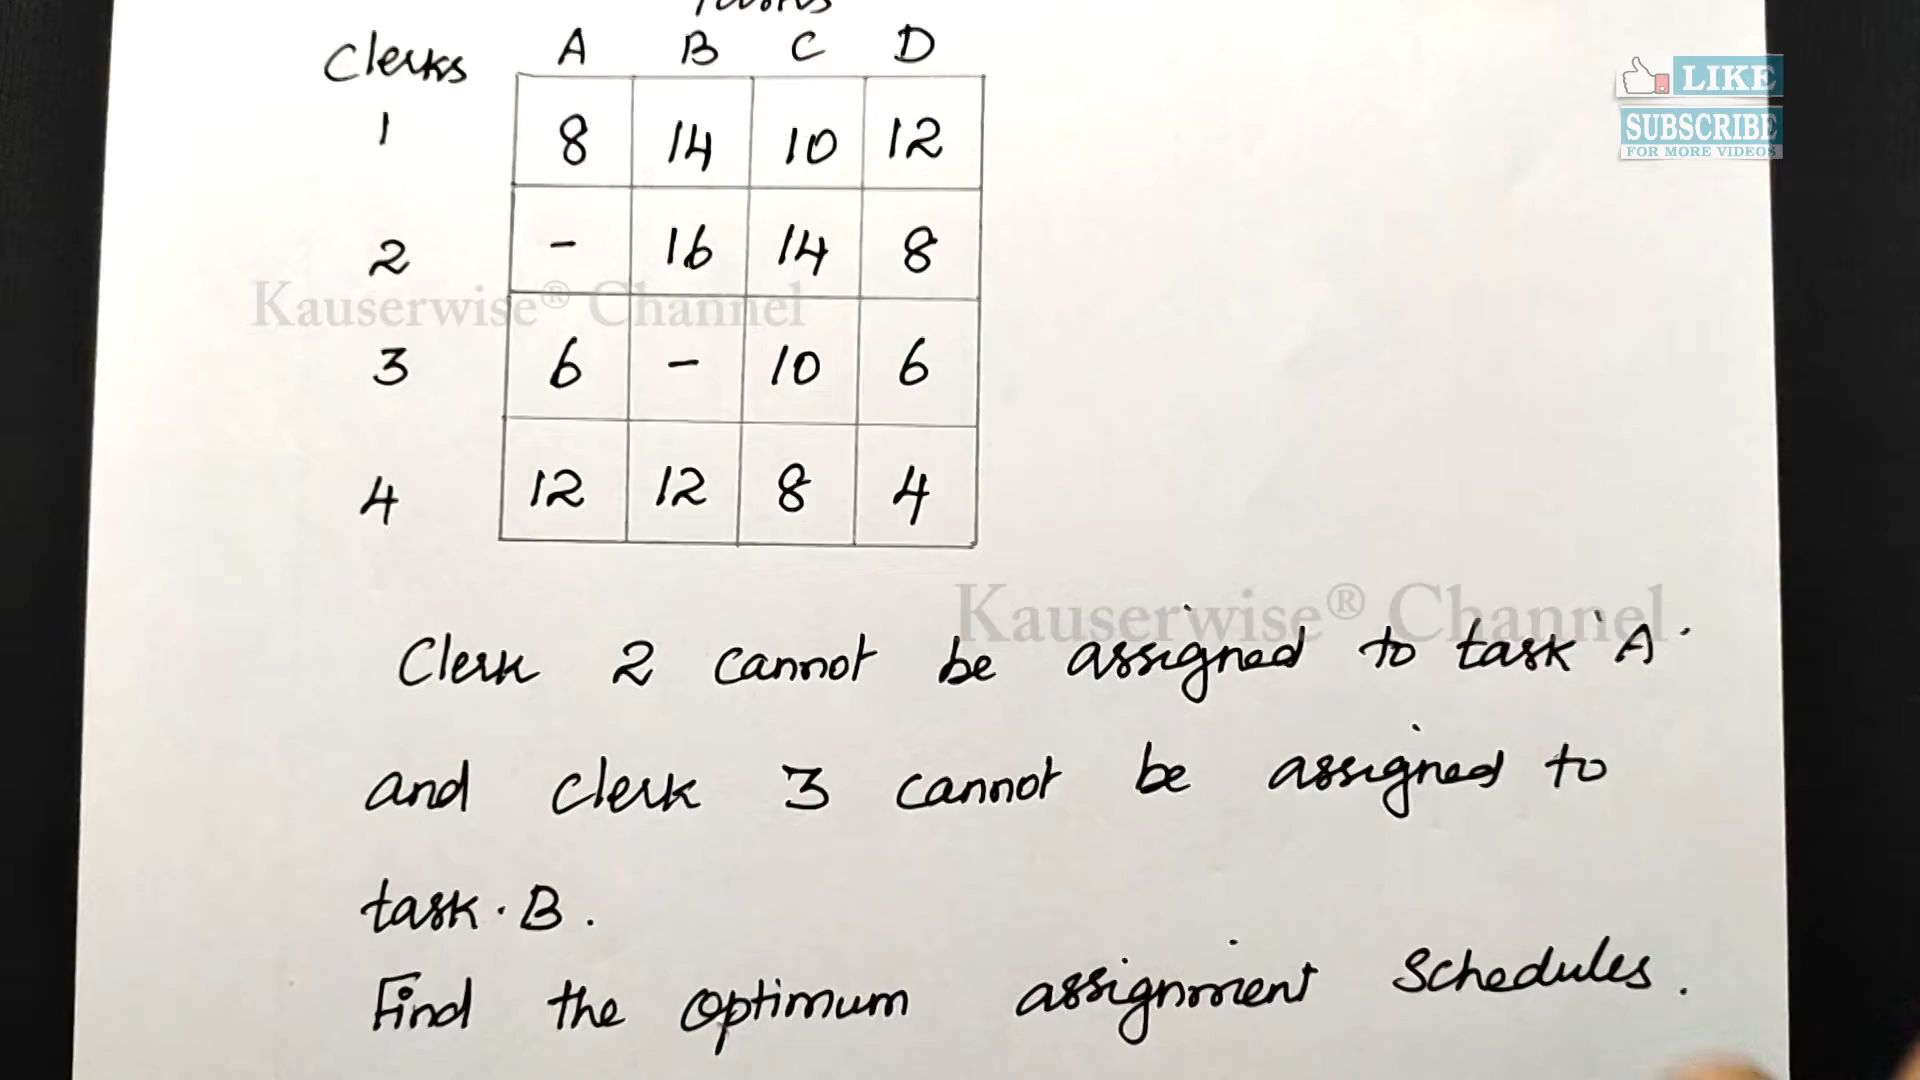 Clerks A B C D
1 8 14 10 12
2 - 16 14 8
3 6 - 10 6
4 12 12 8 4
Clerk 2 cannot be assigned to task 'A'
and clerk 3 cannot be assigned to
task. B.
Find the optimum assignment schedules.
LIKE
SUBSCRIBE
FOR MORE VIDEOS
Kauserwise® Channel
Kauserwise® Channel